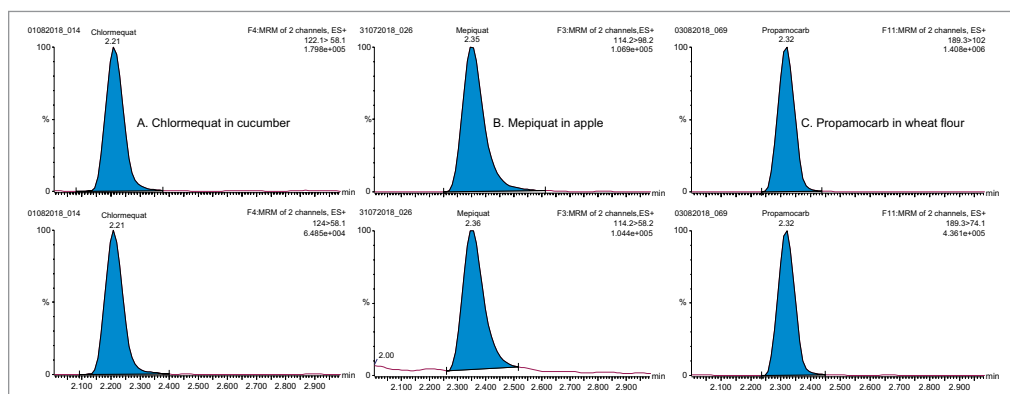 01082018_014
Chlormequat
2.21
F4:MRM of 2 channels, ES+
122.1> 58.1
1.798e+005
100
%
0
A. Chlormequat in cucumber
min
31072018_026
Mepiquat
2.35
F3:MRM of 2 channels, ES+
114.2>98.2
1.069e+005
100
%
0
B. Mepiquat in apple
min
03082018_069
Propamocarb
2.32
F11:MRM of 2 channels, ES+
189.3>102
1.408e+006
100
%
0
C. Propamocarb in wheat flour
min
01082018_014
Chlormequat
2.21
F4:MRM of 2 channels, ES+
124>58.1
6.485e+004
100
%
0
min
2.100 2.200 2.300 2.400 2.500 2.600 2.700 2.800 2.900
31072018_026
Mepiquat
2.36
F3:MRM of 2 channels,ES+
114.2>58.2
1.044e+005
100
%
2.00
0
min
2.100 2.200 2.300 2.400 2.500 2.600 2.700 2.800 2.900
03082018_069
Propamocarb
2.32
F11:MRM of 2 channels, ES+
189.3>74.1
4.361e+005
100
%
0
min
2.100 2.200 2.300 2.400 2.500 2.600 2.700 2.800 2.900